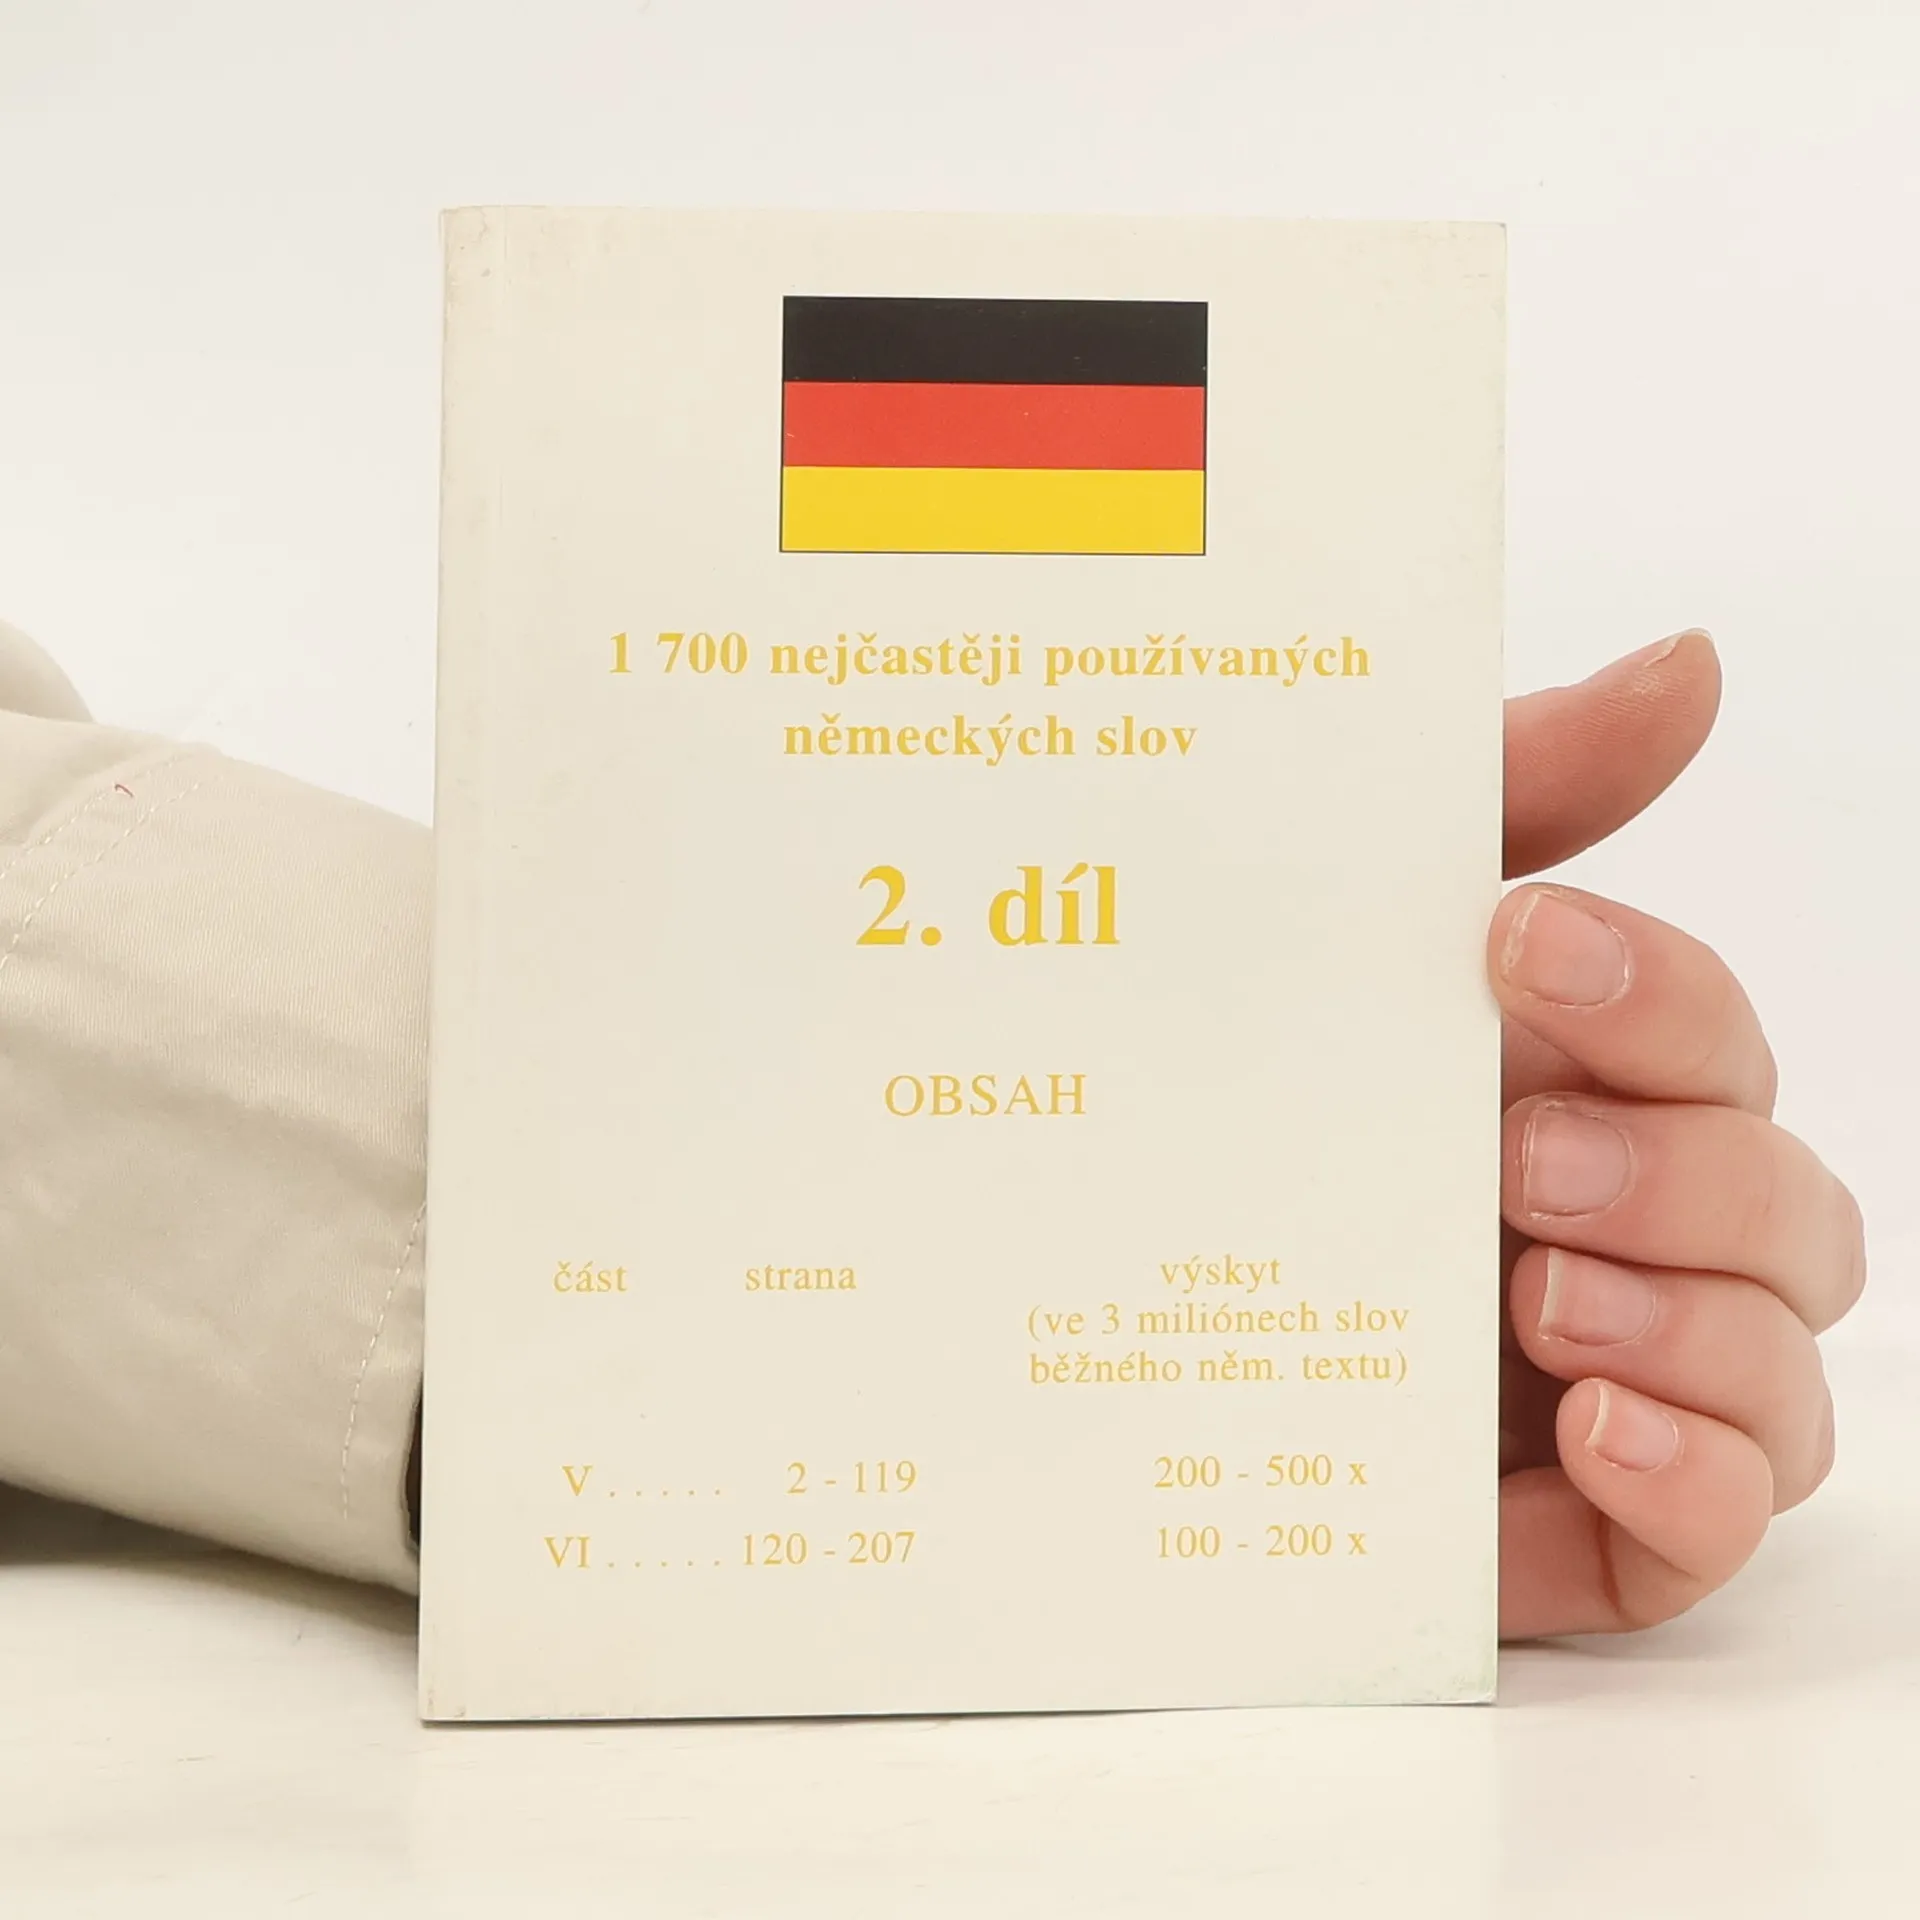 1 700 nejčastěji používaných
německých slov
2. díl
OBSAH
část strana výskyt
(ve 3 miliónech slov
běžného něm. textu)
V . . . . . . 2 - 119 200 - 500 x
VI . . . . . . 120 - 207 100 - 200 x